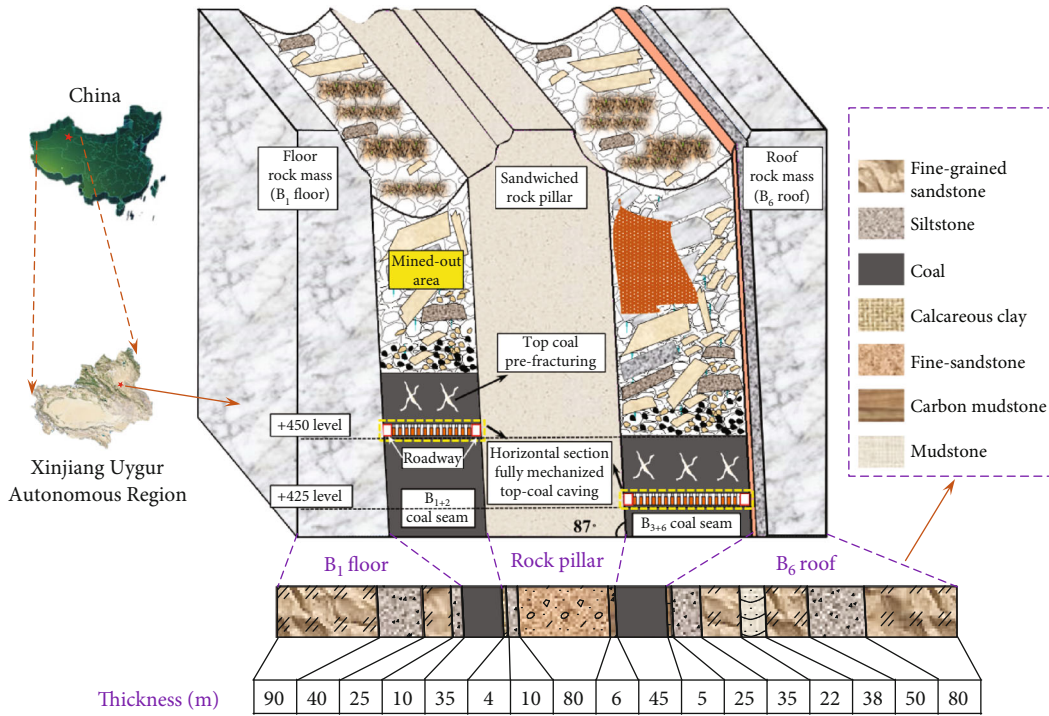 China
Xinjiang Uygur
Autonomous Region
Floor
rock mass
(B1 floor)
Sandwiched
rock pillar
Roof
rock mass
(B6 roof)
Mined-out
area
Top coal
pre-fracturing
+450 level
Roadway
Horizontal section
fully mechanized
top-coal caving
+425 level
B1+2
coal seam
87°
B3+6 coal seam
Fine-grained
sandstone
Siltstone
Coal
Calcareous clay
Fine-sandstone
Carbon mudstone
Mudstone
B1 floor
Rock pillar
B6 roof
Thickness (m) 90 40 25 10 35 4 10 80 6 45 5 25 35 22 38 50 80